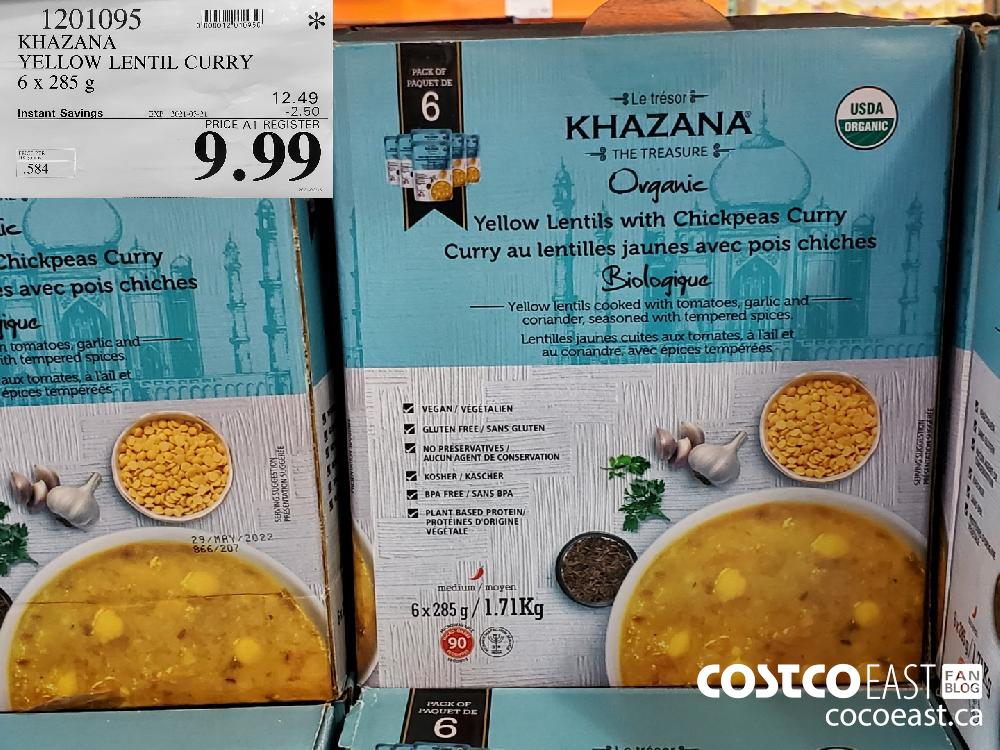 1201095
*
KHAZANA
YELLOW LENTIL CURRY
6 x 285 g
12.49
Instant Savings
-2.50
PRICE AT REGISTER
9.99
.584
PACK OF
PAQUET DE
6
Le trésor
KHAZANA
THE TREASURE
USDA
ORGANIC
Organic
Yellow Lentils with Chickpeas Curry
Curry au lentilles jaunes avec pois chiches
Biologique
Yellow lentils cooked with tomatoes, garlic and
coriander, seasoned with tempered spices.
Lentilles jaunes cuites aux tomates, à l'ail et
au coriandre, avec épices tempérées.
VEGAN / VÉGÉTALIEN
GLUTEN FREE / SANS GLUTEN
NO PRESERVATIVES /
AUCUN AGENT DE CONSERVATION
KOSHER / KASCHER
BPA FREE / SANS BPA
PLANT BASED PROTEIN/
PROTÉINES D'ORIGINE
VÉGÉTALE
medium / moyen
6 x 285 g / 1.71Kg
90
SERVING SUGGESTION
PRÉSENTATION SUGGÉRÉE
Chickpeas Curry
avec pois chiches
tomatoes, garlic and
tempered spices.
aux tomates, à l'ail et
épices tempérées.
SERVING SUGGESTION
PRÉSENTATION SUGGÉRÉE
29/MAY/2022
866/207
PACK OF
PAQUET DE
6
COSTCO EAST FAN
BLOG
cocoeast.ca